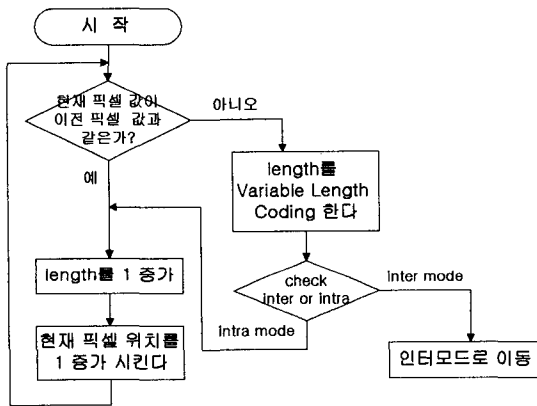 시 작
현재 픽셀 값이
이전 픽셀 값과
같은가?
아니오
예
length를
Variable Length
Coding 한다
length를 1 증가
check
inter or intra
inter mode
intra mode
현재 픽셀 위치를
1 증가 시킨다
인터모드로 이동